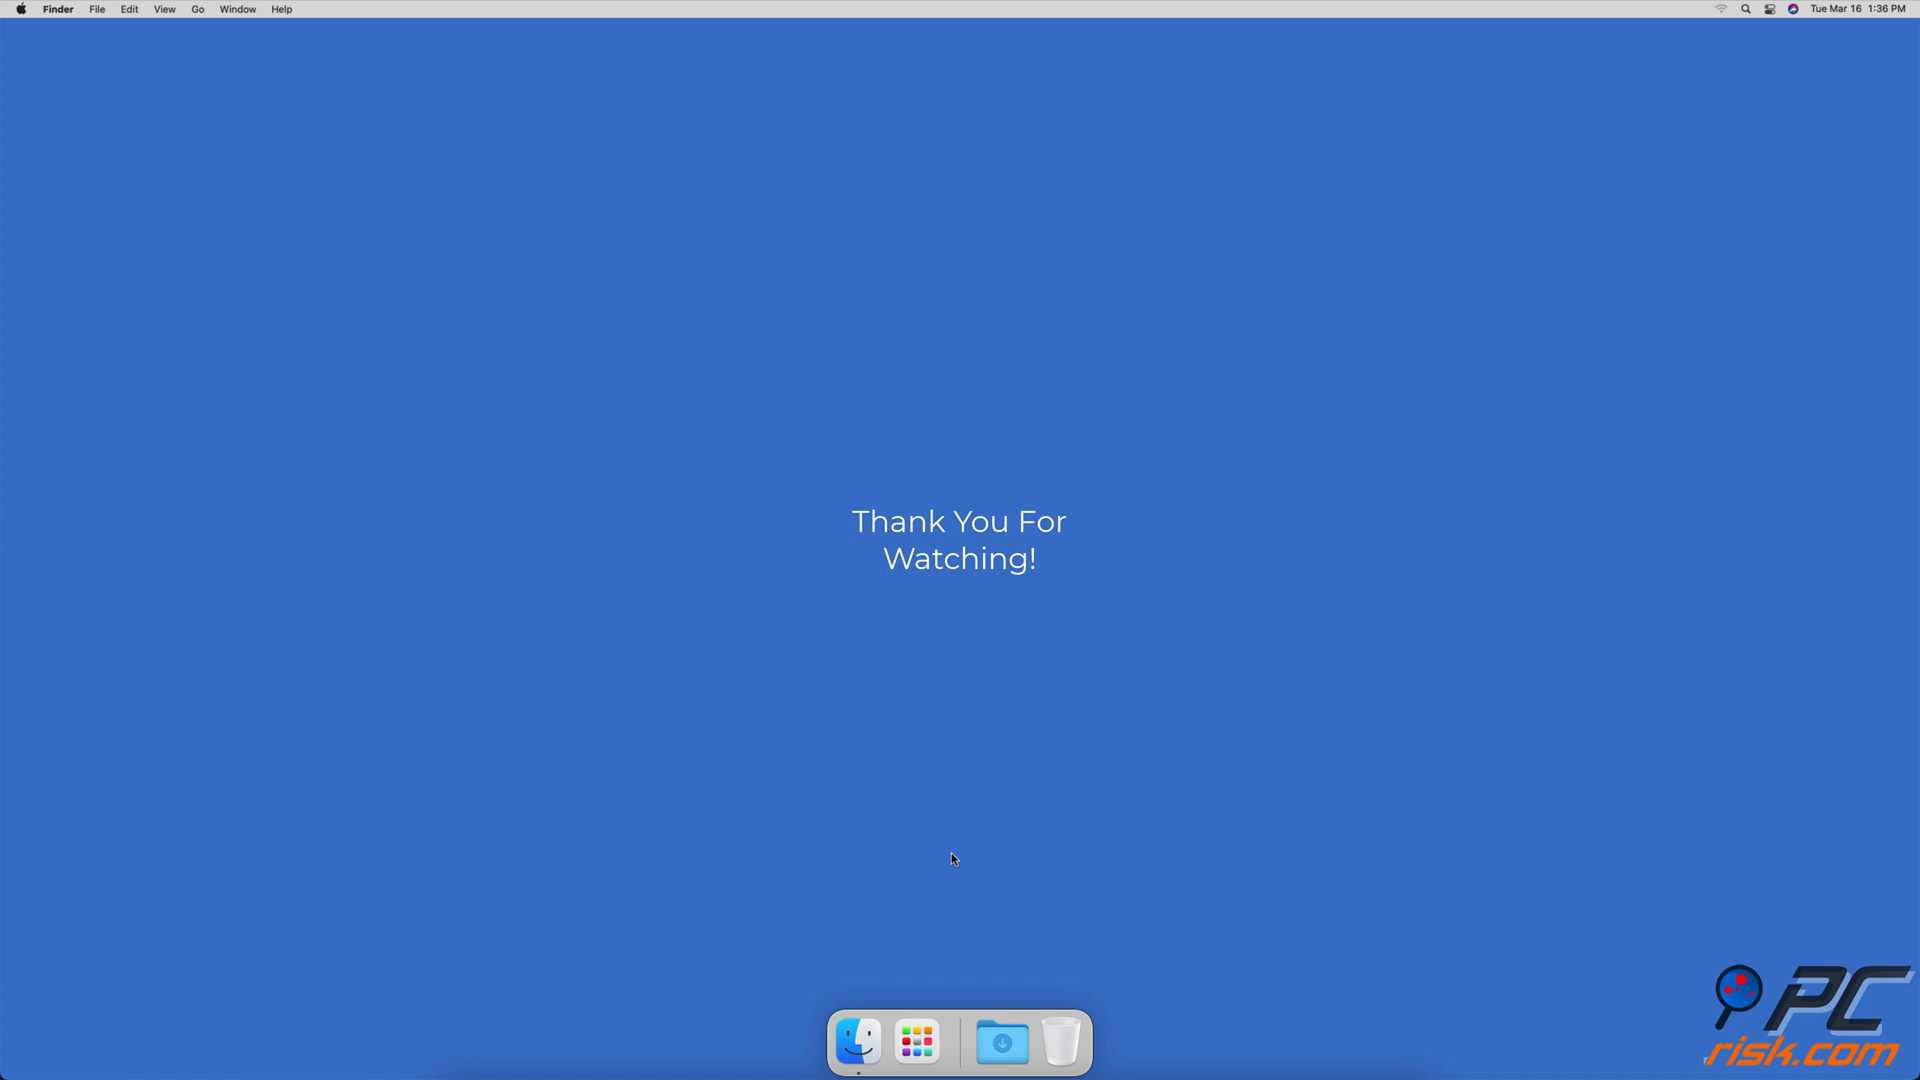 Finder File Edit View Go Window Help Tue Mar 16 1:36 PM
Thank You For
Watching!
PC
risk.com